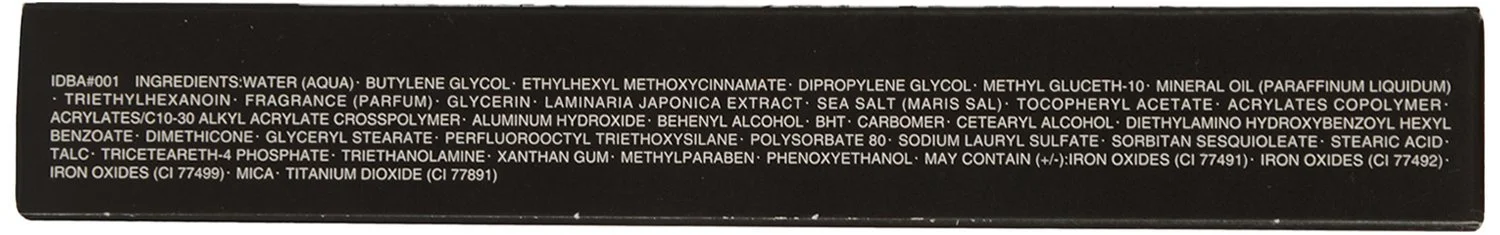 IDBA#001 INGREDIENTS:WATER (AQUA)· BUTYLENE GLYCOL· ETHYLHEXYL METHOXYCINNAMATE· DIPROPYLENE GLYCOL· METHYL GLUCETH-10· MINERAL OIL (PARAFFINUM LIQUIDUM)
· TRIETHYLHEXANOIN· FRAGRANCE (PARFUM)· GLYCERIN· LAMINARIA JAPONICA EXTRACT· SEA SALT (MARIS SAL)· TOCOPHERYL ACETATE· ACRYLATES COPOLYMER·
ACRYLATES/C10-30 ALKYL ACRYLATE CROSSPOLYMER· ALUMINUM HYDROXIDE· BEHENYL ALCOHOL· BHT· CARBOMER· CETEARYL ALCOHOL· DIETHYLAMINO HYDROXYBENZOYL HEXYL
BENZOATE· DIMETHICONE· GLYCERYL STEARATE· PERFLUOROOCTYL TRIETHOXYSILANE· POLYSORBATE 80· SODIUM LAURYL SULFATE· SORBITAN SESQUIOLEATE· STEARIC ACID·
TALC· TRICETEARETH-4 PHOSPHATE· TRIETHANOLAMINE· XANTHAN GUM· METHYLPARABEN· PHENOXYETHANOL· MAY CONTAIN (+/-):IRON OXIDES (CI 77491)· IRON OXIDES (CI 77492)·
IRON OXIDES (CI 77499)· MICA· TITANIUM DIOXIDE (CI 77891)